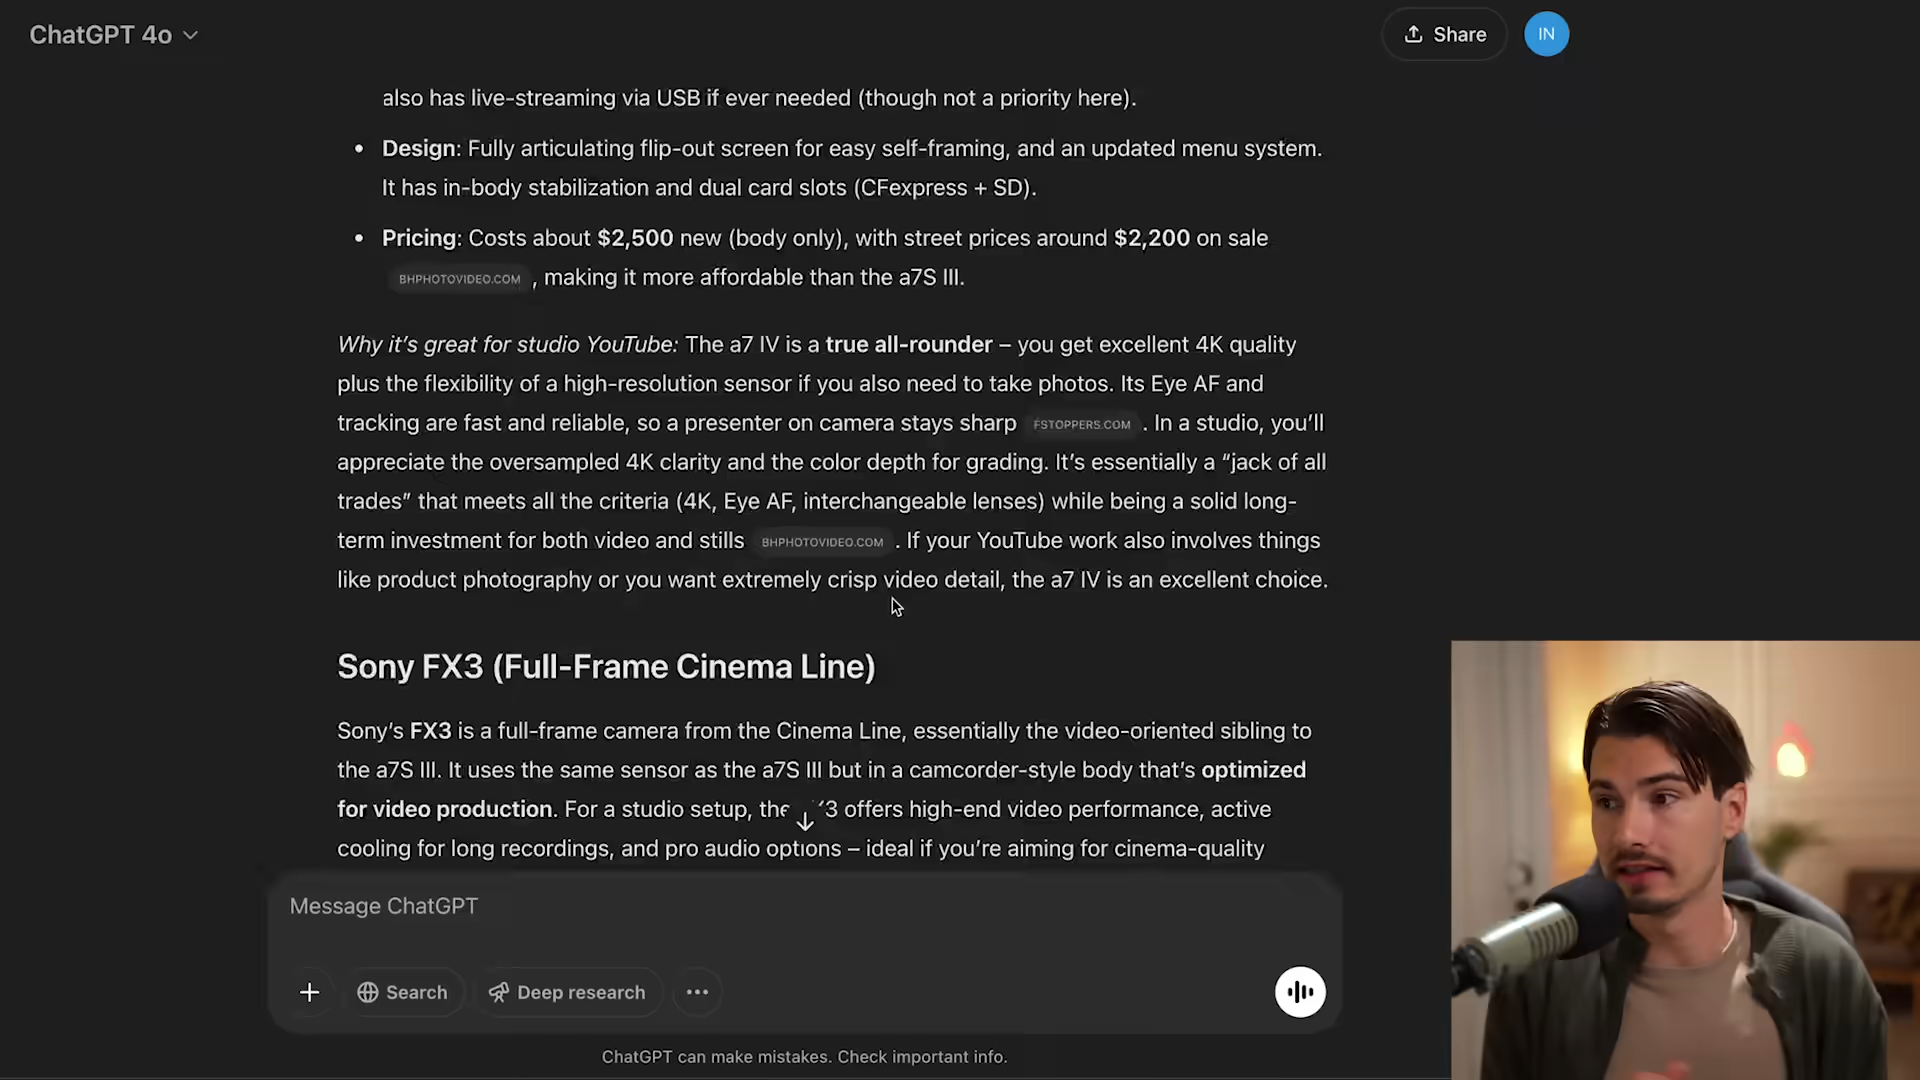 ChatGPT 4o
Share
IN
also has live-streaming via USB if ever needed (though not a priority here).
• Design: Fully articulating flip-out screen for easy self-framing, and an updated menu system.
It has in-body stabilization and dual card slots (CFexpress + SD).
• Pricing: Costs about $2,500 new (body only), with street prices around $2,200 on sale
BHPHOTOVIDEO.COM , making it more affordable than the a7S III.
Why it’s great for studio YouTube: The a7 IV is a true all-rounder – you get excellent 4K quality
plus the flexibility of a high-resolution sensor if you also need to take photos. Its Eye AF and
tracking are fast and reliable, so a presenter on camera stays sharp FSTOPPERS.COM . In a studio, you’ll
appreciate the oversampled 4K clarity and the color depth for grading. It’s essentially a “jack of all
trades” that meets all the criteria (4K, Eye AF, interchangeable lenses) while being a solid long-
term investment for both video and stills BHPHOTOVIDEO.COM . If your YouTube work also involves things
like product photography or you want extremely crisp video detail, the a7 IV is an excellent choice.
Sony FX3 (Full-Frame Cinema Line)
Sony’s FX3 is a full-frame camera from the Cinema Line, essentially the video-oriented sibling to
the a7S III. It uses the same sensor as the a7S III but in a camcorder-style body that’s optimized
for video production. For a studio setup, the 3 offers high-end video performance, active
cooling for long recordings, and pro audio options – ideal if you’re aiming for cinema-quality
Message ChatGPT
Search
Deep research
ChatGPT can make mistakes. Check important info.